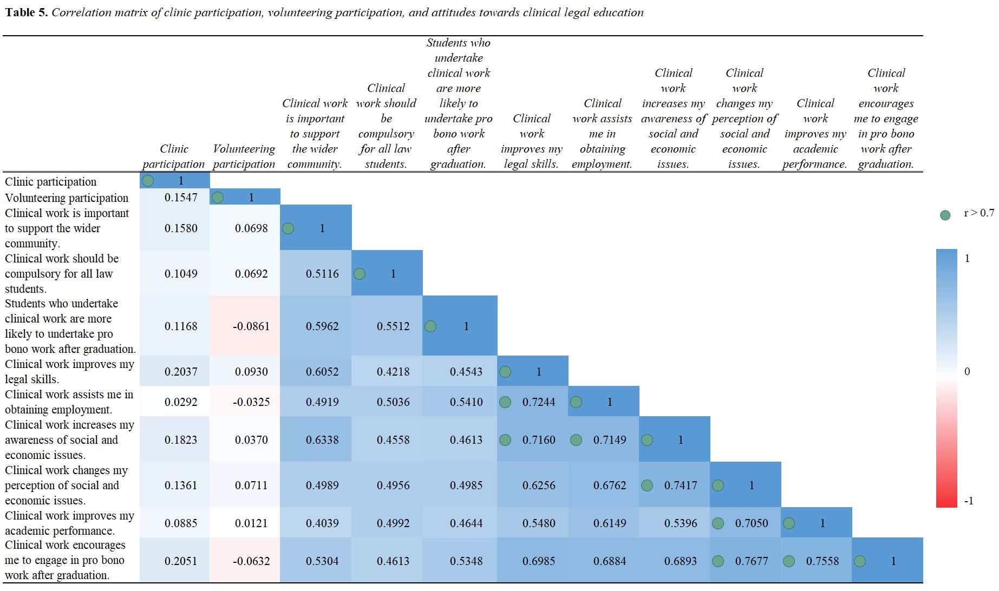 Table 5. Correlation matrix of clinic participation, volunteering participation, and attitudes towards clinical legal education
Clinic
participation
Volunteering
participation
Clinical work
is important
to support
the wider
community.
Clinical
work should
be
compulsory
for all law
students.
Students who
undertake
clinical work
are more
likely to
undertake pro
bono work
after
graduation.
Clinical
work
improves my
legal skills.
Clinical
work assists
me in
obtaining
employment.
Clinical
work
increases my
awareness of
social and
economic
issues.
Clinical
work
changes my
perception of
social and
economic
issues.
Clinical
work
improves my
academic
performance.
Clinical
work
encourages
me to engage
in pro bono
work after
graduation.
Clinic participation
1
Volunteering participation
0.1547 1
Clinical work is important
to support the wider
community.
0.1580 0.0698 1
Clinical work should be
compulsory for all law
students.
0.1049 0.0692 0.5116 1
Students who undertake
clinical work are more
likely to undertake pro
bono work after graduation.
0.1168 -0.0861 0.5962 0.5512 1
Clinical work improves my
legal skills.
0.2037 0.0930 0.6052 0.4218 0.4543 1
Clinical work assists me in
obtaining employment.
0.0292 -0.0325 0.4919 0.5036 0.5410 0.7244 1
Clinical work increases my
awareness of social and
economic issues.
0.1823 0.0370 0.6338 0.4558 0.4613 0.7160 0.7149 1
Clinical work changes my
perception of social and
economic issues.
0.1361 0.0711 0.4989 0.4956 0.4985 0.6256 0.6762 0.7417 1
Clinical work improves my
academic performance.
0.0885 0.0121 0.4039 0.4992 0.4644 0.5480 0.6149 0.5396 0.7050 1
Clinical work encourages
me to engage in pro bono
work after graduation.
0.2051 -0.0632 0.5304 0.4613 0.5348 0.6985 0.6884 0.6893 0.7677 0.7558 1
r > 0.7
1
0
-1